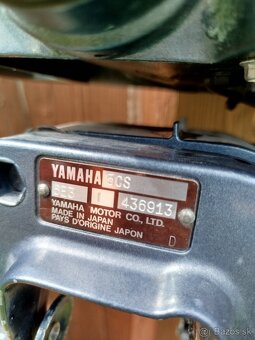 YAMAHA 6CS
6E3 L 436913
YAMAHA MOTOR CO., LTD.
MADE IN JAPAN
PAYS D'ORIGINE JAPON D
Bazos.sk